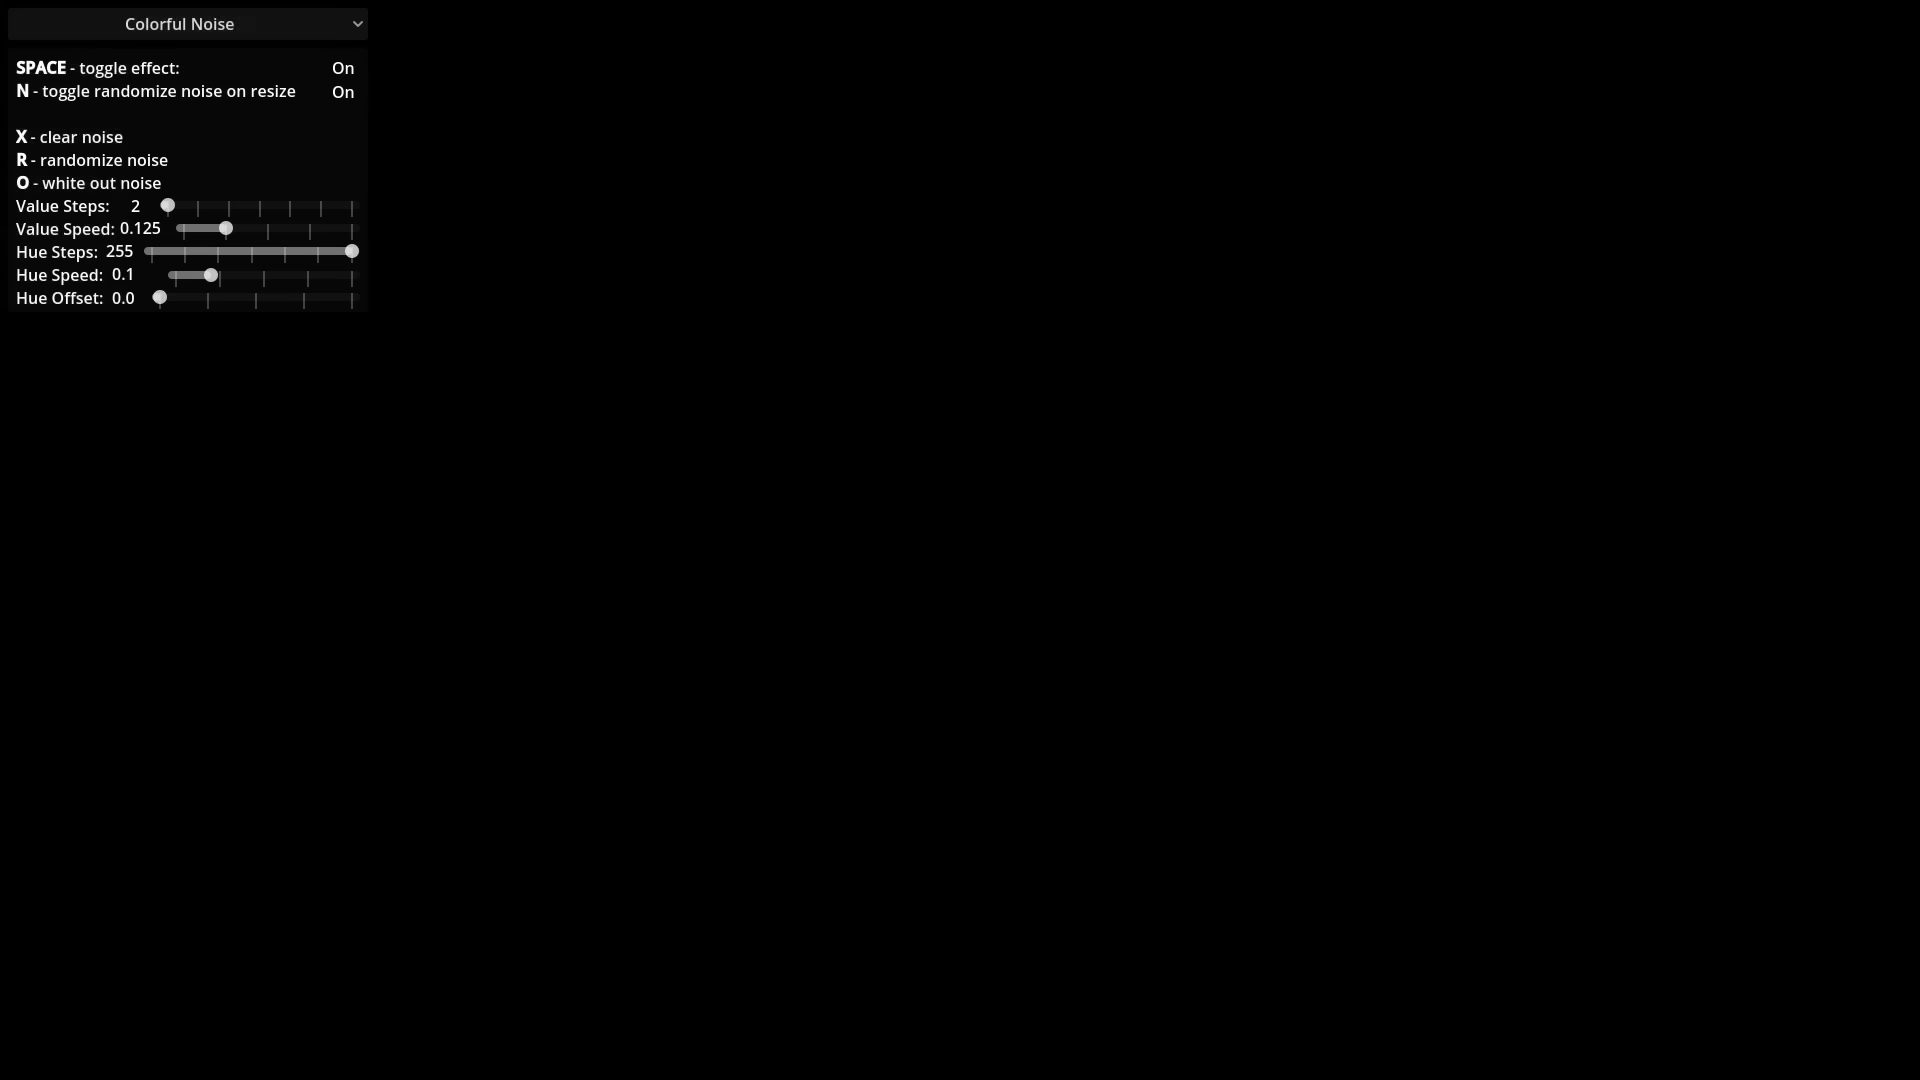 Colorful Noise
SPACE - toggle effect: On
N - toggle randomize noise on resize On
X - clear noise
R - randomize noise
O - white out noise
Value Steps: 2
Value Speed: 0.125
Hue Steps: 255
Hue Speed: 0.1
Hue Offset: 0.0